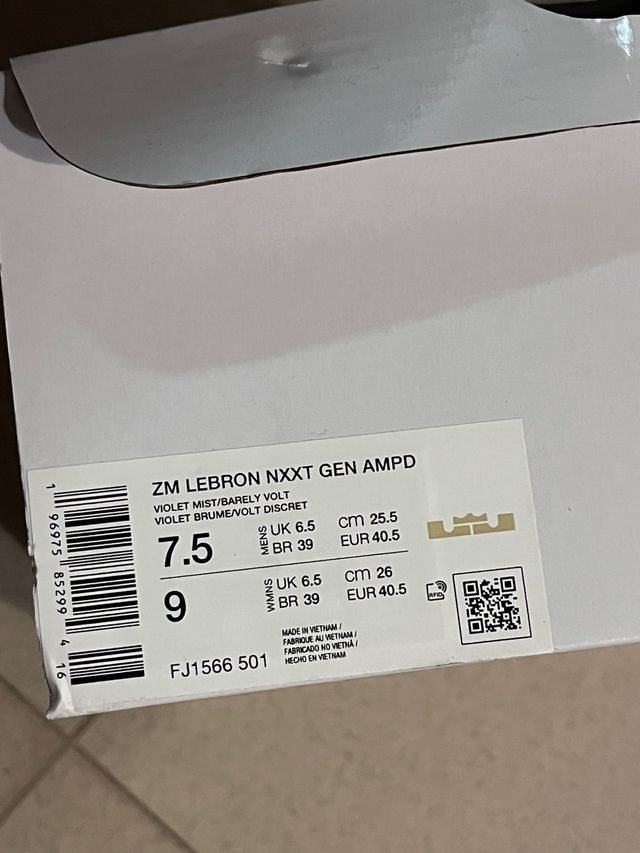 ZM LEBRON NXXT GEN AMPD
VIOLET MIST/BARELY VOLT
VIOLET BRUME/VOLT DISCRET
7.5 MENS UK 6.5 cm 25.5
BR 39 EUR 40.5
9 WMNS UK 6.5 cm 26
BR 39 EUR 40.5
RFID
MADE IN VIETNAM /
FABRIQUE AU VIETNAM /
FABRICADO NO VIETNÃ /
HECHO EN VIETNAM
FJ1566 501
1 96975 85299 4 16